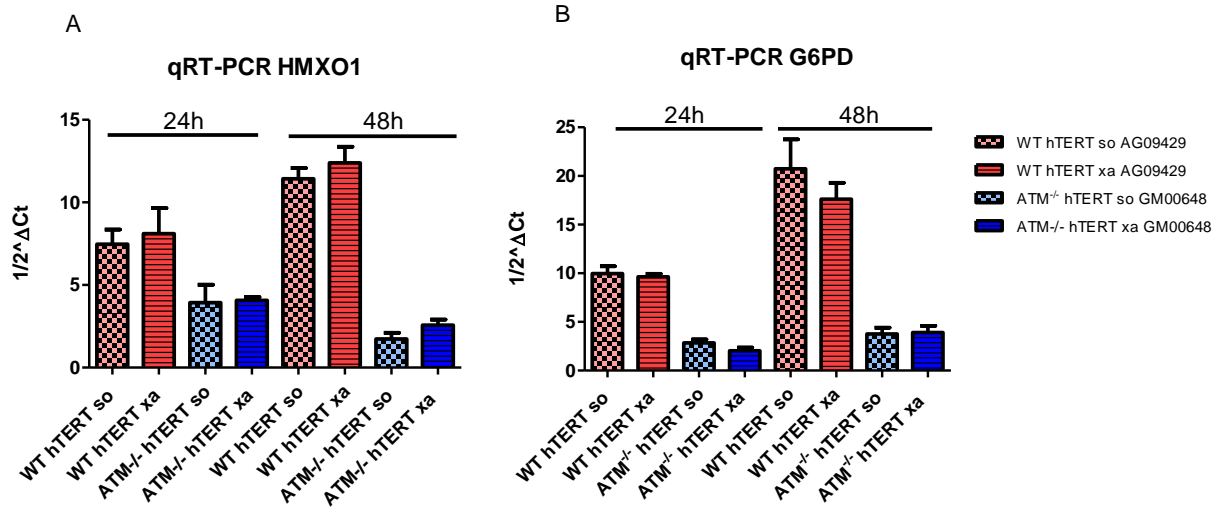 A
qRT-PCR HMXO1
24h
48h
15
10
5
0
1/2^ΔCt
WT hTERT so
WT hTERT xa
ATM-/- hTERT so
ATM-/- hTERT xa
WT hTERT so
WT hTERT xa
ATM-/- hTERT so
ATM-/- hTERT xa
B
qRT-PCR G6PD
24h
48h
25
20
15
10
5
0
1/2^ΔCt
WT hTERT so
WT hTERT xa
ATM⁻/⁻ hTERT so
ATM⁻/⁻ hTERT xa
WT hTERT so
WT hTERT xa
ATM⁻/⁻ hTERT so
ATM⁻/⁻ hTERT xa
WT hTERT so AG09429
WT hTERT xa AG09429
ATM⁻/⁻ hTERT so GM00648
ATM-/- hTERT xa GM00648